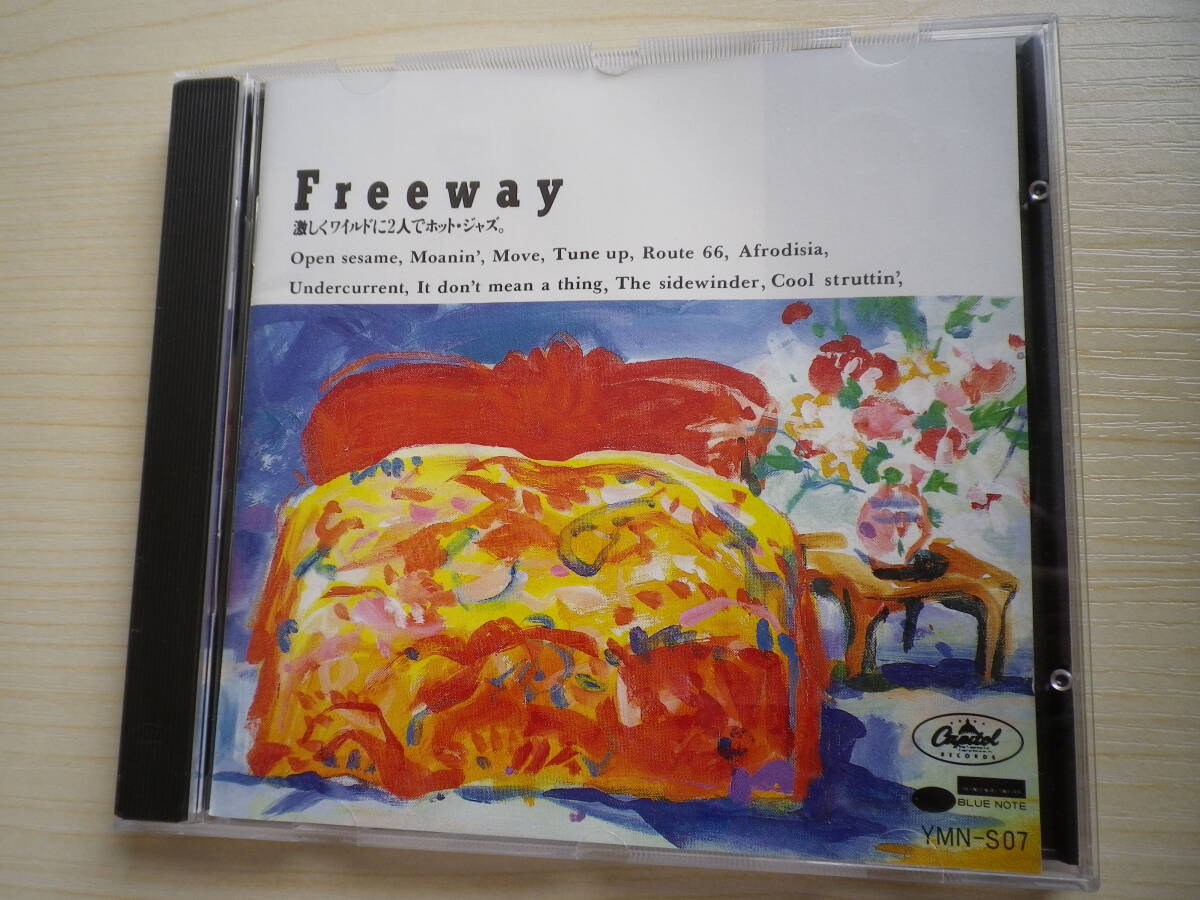 Freeway
激しくワイルドに2人でホット・ジャズ。
Open sesame, Moanin', Move, Tune up, Route 66, Afrodisia,
Undercurrent, It don't mean a thing, The sidewinder, Cool struttin',
Capitol
RECORDS
BLUE NOTE
YMN-S07